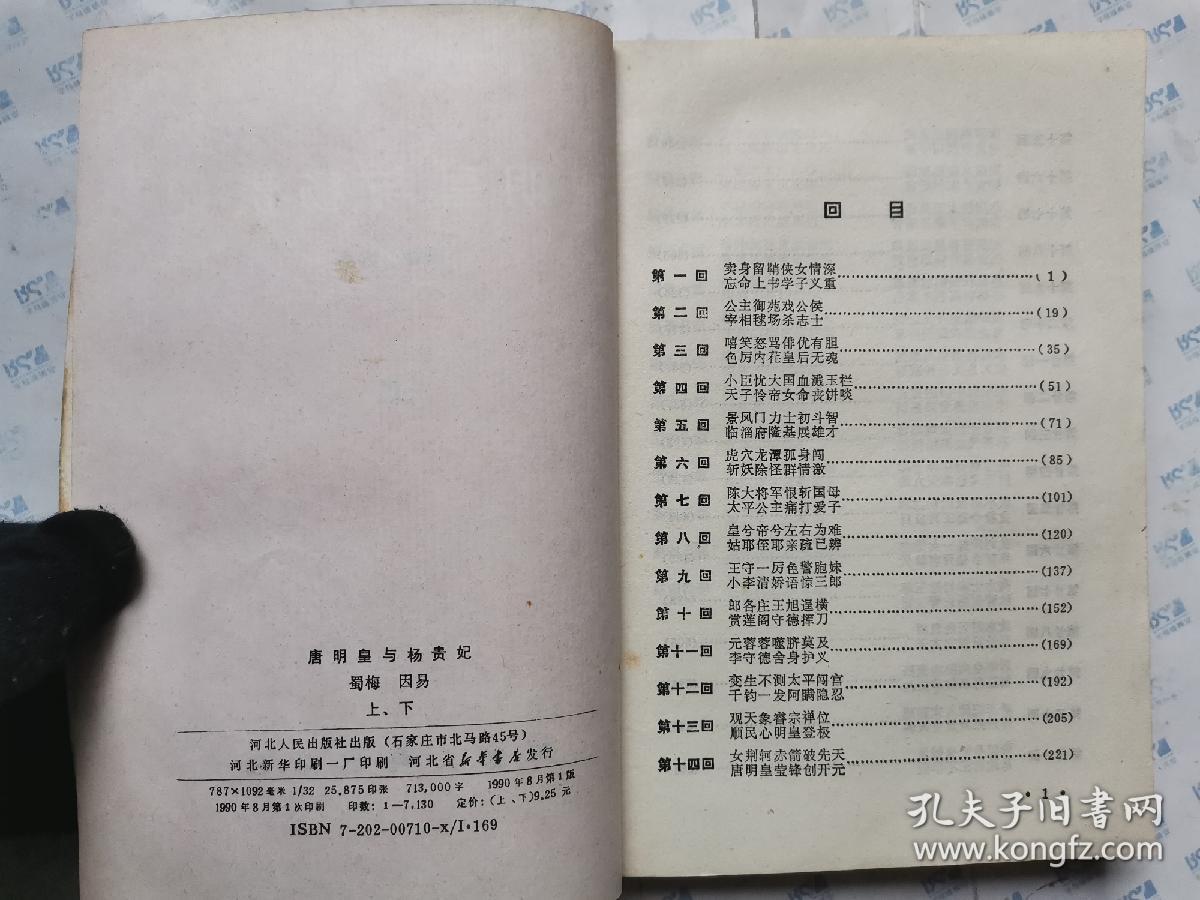 唐明皇与杨贵妃
蜀梅 因易
上、下
河北人民出版社出版（石家庄市北马路45号）
河北新华印刷一厂印刷 河北省新华书店发行
787×1092毫米 1/32 25.875印张 713,000字 1990年8月第1版
1990年8月第1次印刷 印数：1—7,130 定价：（上、下）9.25元
ISBN 7-202-00710-x/I·169
回 目
第一回 卖身留哨侠女情深
忘命上书学子义重……(1)
第二回 公主御苑戏公侯
宰相毬场杀志士……(19)
第三回 嘻笑怒骂俳优有胆
色厉内荏皇后无魂……(35)
第四回 小臣忧大国血溅玉栏
天子怜帝女命丧饼啖……(51)
第五回 景风门力士初斗智
临淄府隆基展雄才……(71)
第六回 虎穴龙潭孤身闯
斩妖除怪群情激……(85)
第七回 陈大将军恨斩国母
太平公主痛打爱子……(101)
第八回 皇兮帝兮左右为难
姑耶侄耶亲疏已辨……(120)
第九回 王守一厉色警胞妹
小李清娇语惊三郎……(137)
第十回 郎各庄王旭逞横
赏莲阁守德挥刀……(152)
第十一回 元蓉蓉噬脐莫及
李守德舍身护义……(169)
第十二回 变生不测太平闯宫
千钧一发阿瞒隐忍……(192)
第十三回 观天象睿宗禅位
顺民心明皇登极……(205)
第十四回 女荆轲赤箭破先天
唐明皇莹锋创开元……(221)
·1·
孔夫子旧书网
www.kongfz.com